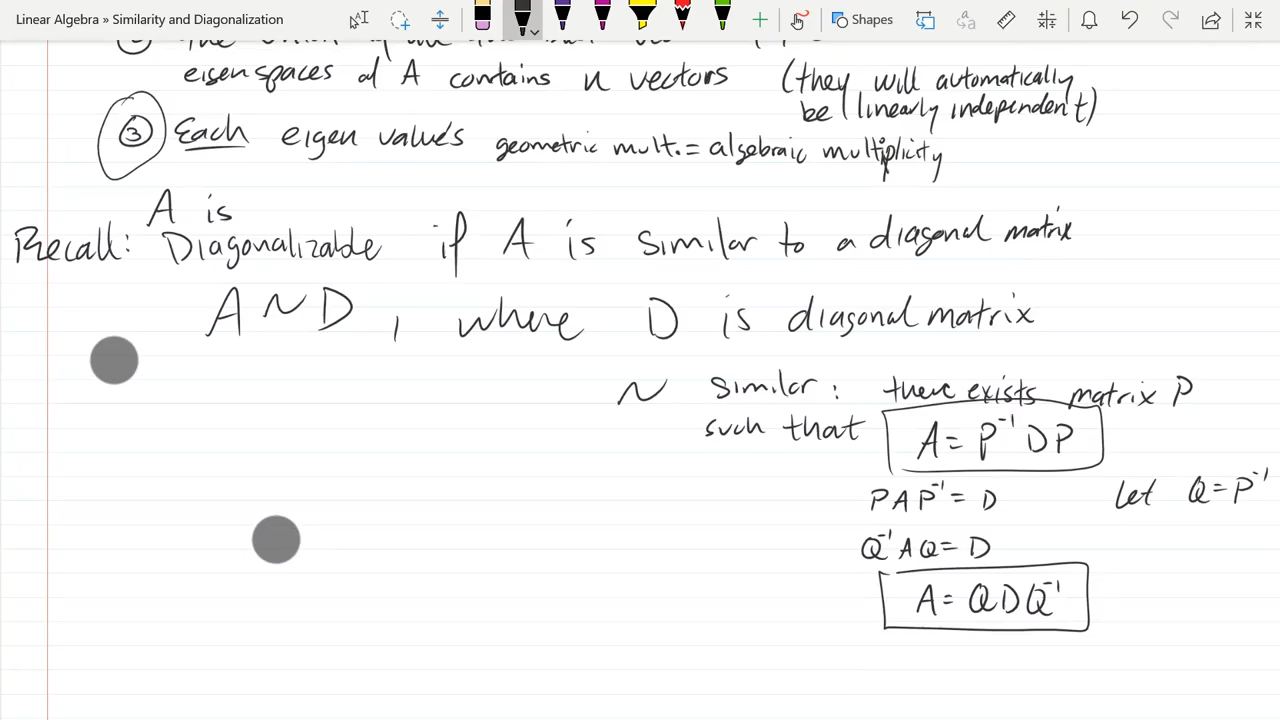 Linear Algebra » Similarity and Diagonalization
Shapes
eigenspaces of A contains n vectors (they will automatically
be linearly independent)
③ Each eigen values geometric mult. = algebraic multiplicity
A is
Recall: Diagonalizable if A is similar to a diagonal matrix
A ~ D, where D is diagonal matrix
~ similar: there exists matrix P
such that A = P⁻¹DP
PAP⁻¹ = D Let Q = P⁻¹
Q⁻¹AQ = D
A = QDQ⁻¹